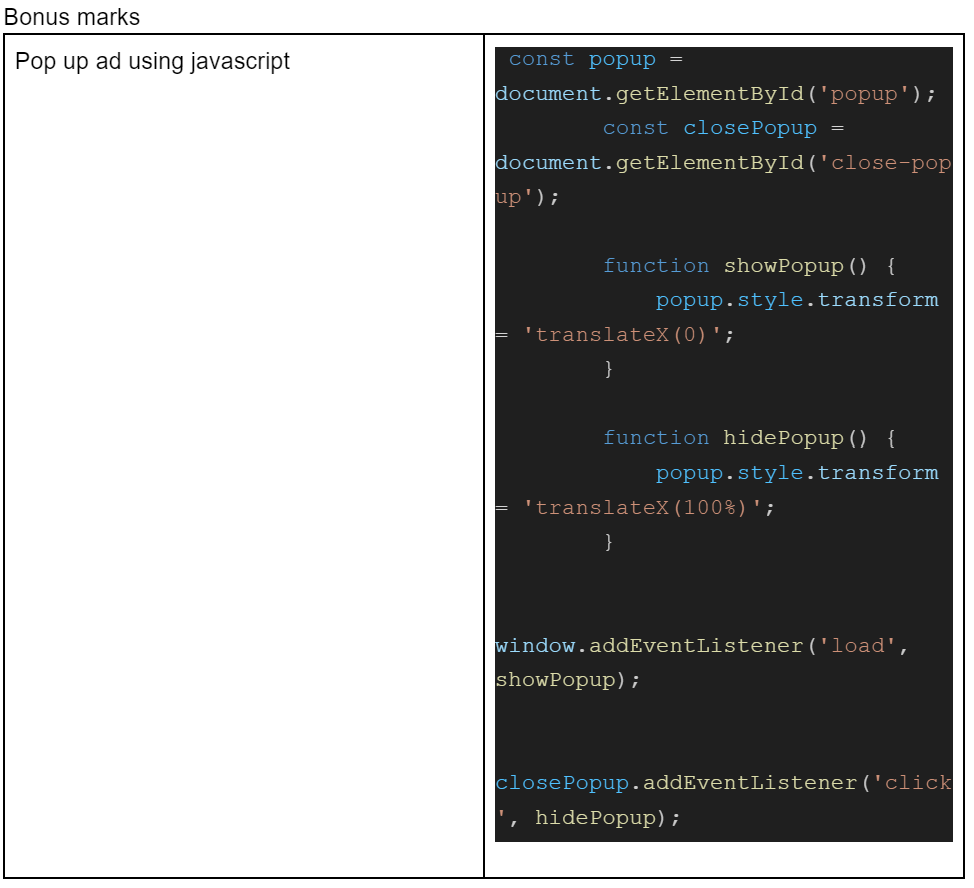 Bonus marks
Pop up ad using javascript
const popup =
document.getElementById('popup');
const closePopup =
document.getElementById('close-pop
up');
function showPopup() {
popup.style.transform
= 'translateX(0)';
}
function hidePopup() {
popup.style.transform
= 'translateX(100%)';
}
window.addEventListener('load',
showPopup);
closePopup.addEventListener('click
', hidePopup);